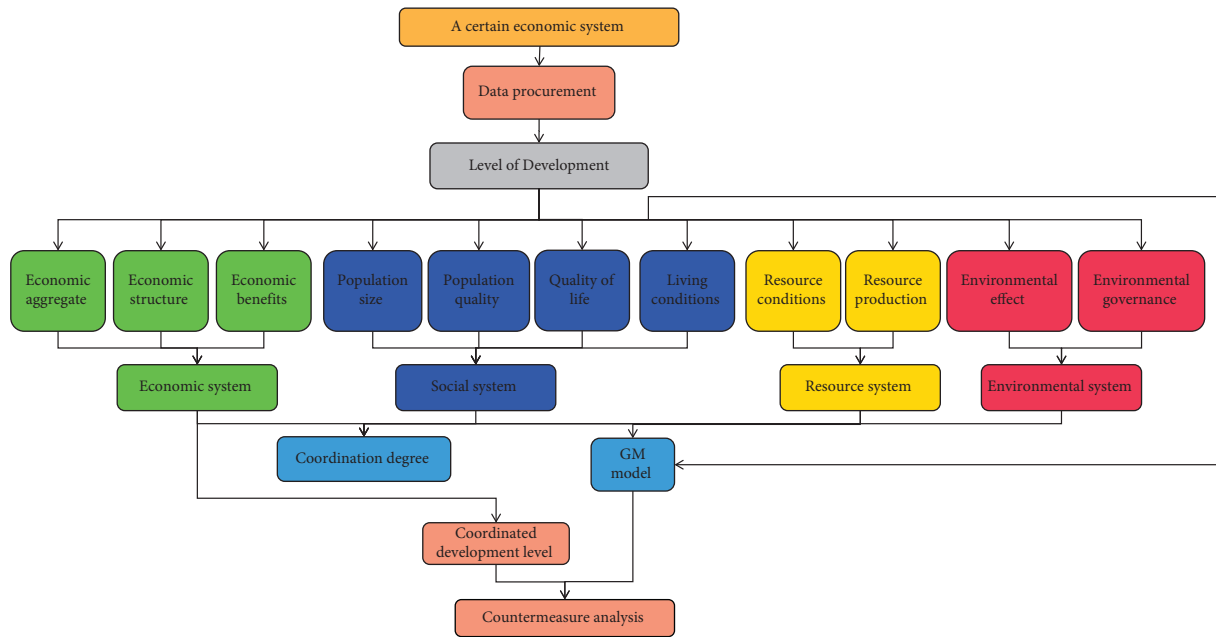 A certain economic system
Data procurement
Level of Development
Economic
aggregate
Economic
structure
Economic
benefits
Population
size
Population
quality
Quality of
life
Living
conditions
Resource
conditions
Resource
production
Environmental
effect
Environmental
governance
Economic system
Social system
Resource system
Environmental system
Coordination degree
GM
model
Coordinated
development level
Countermeasure analysis